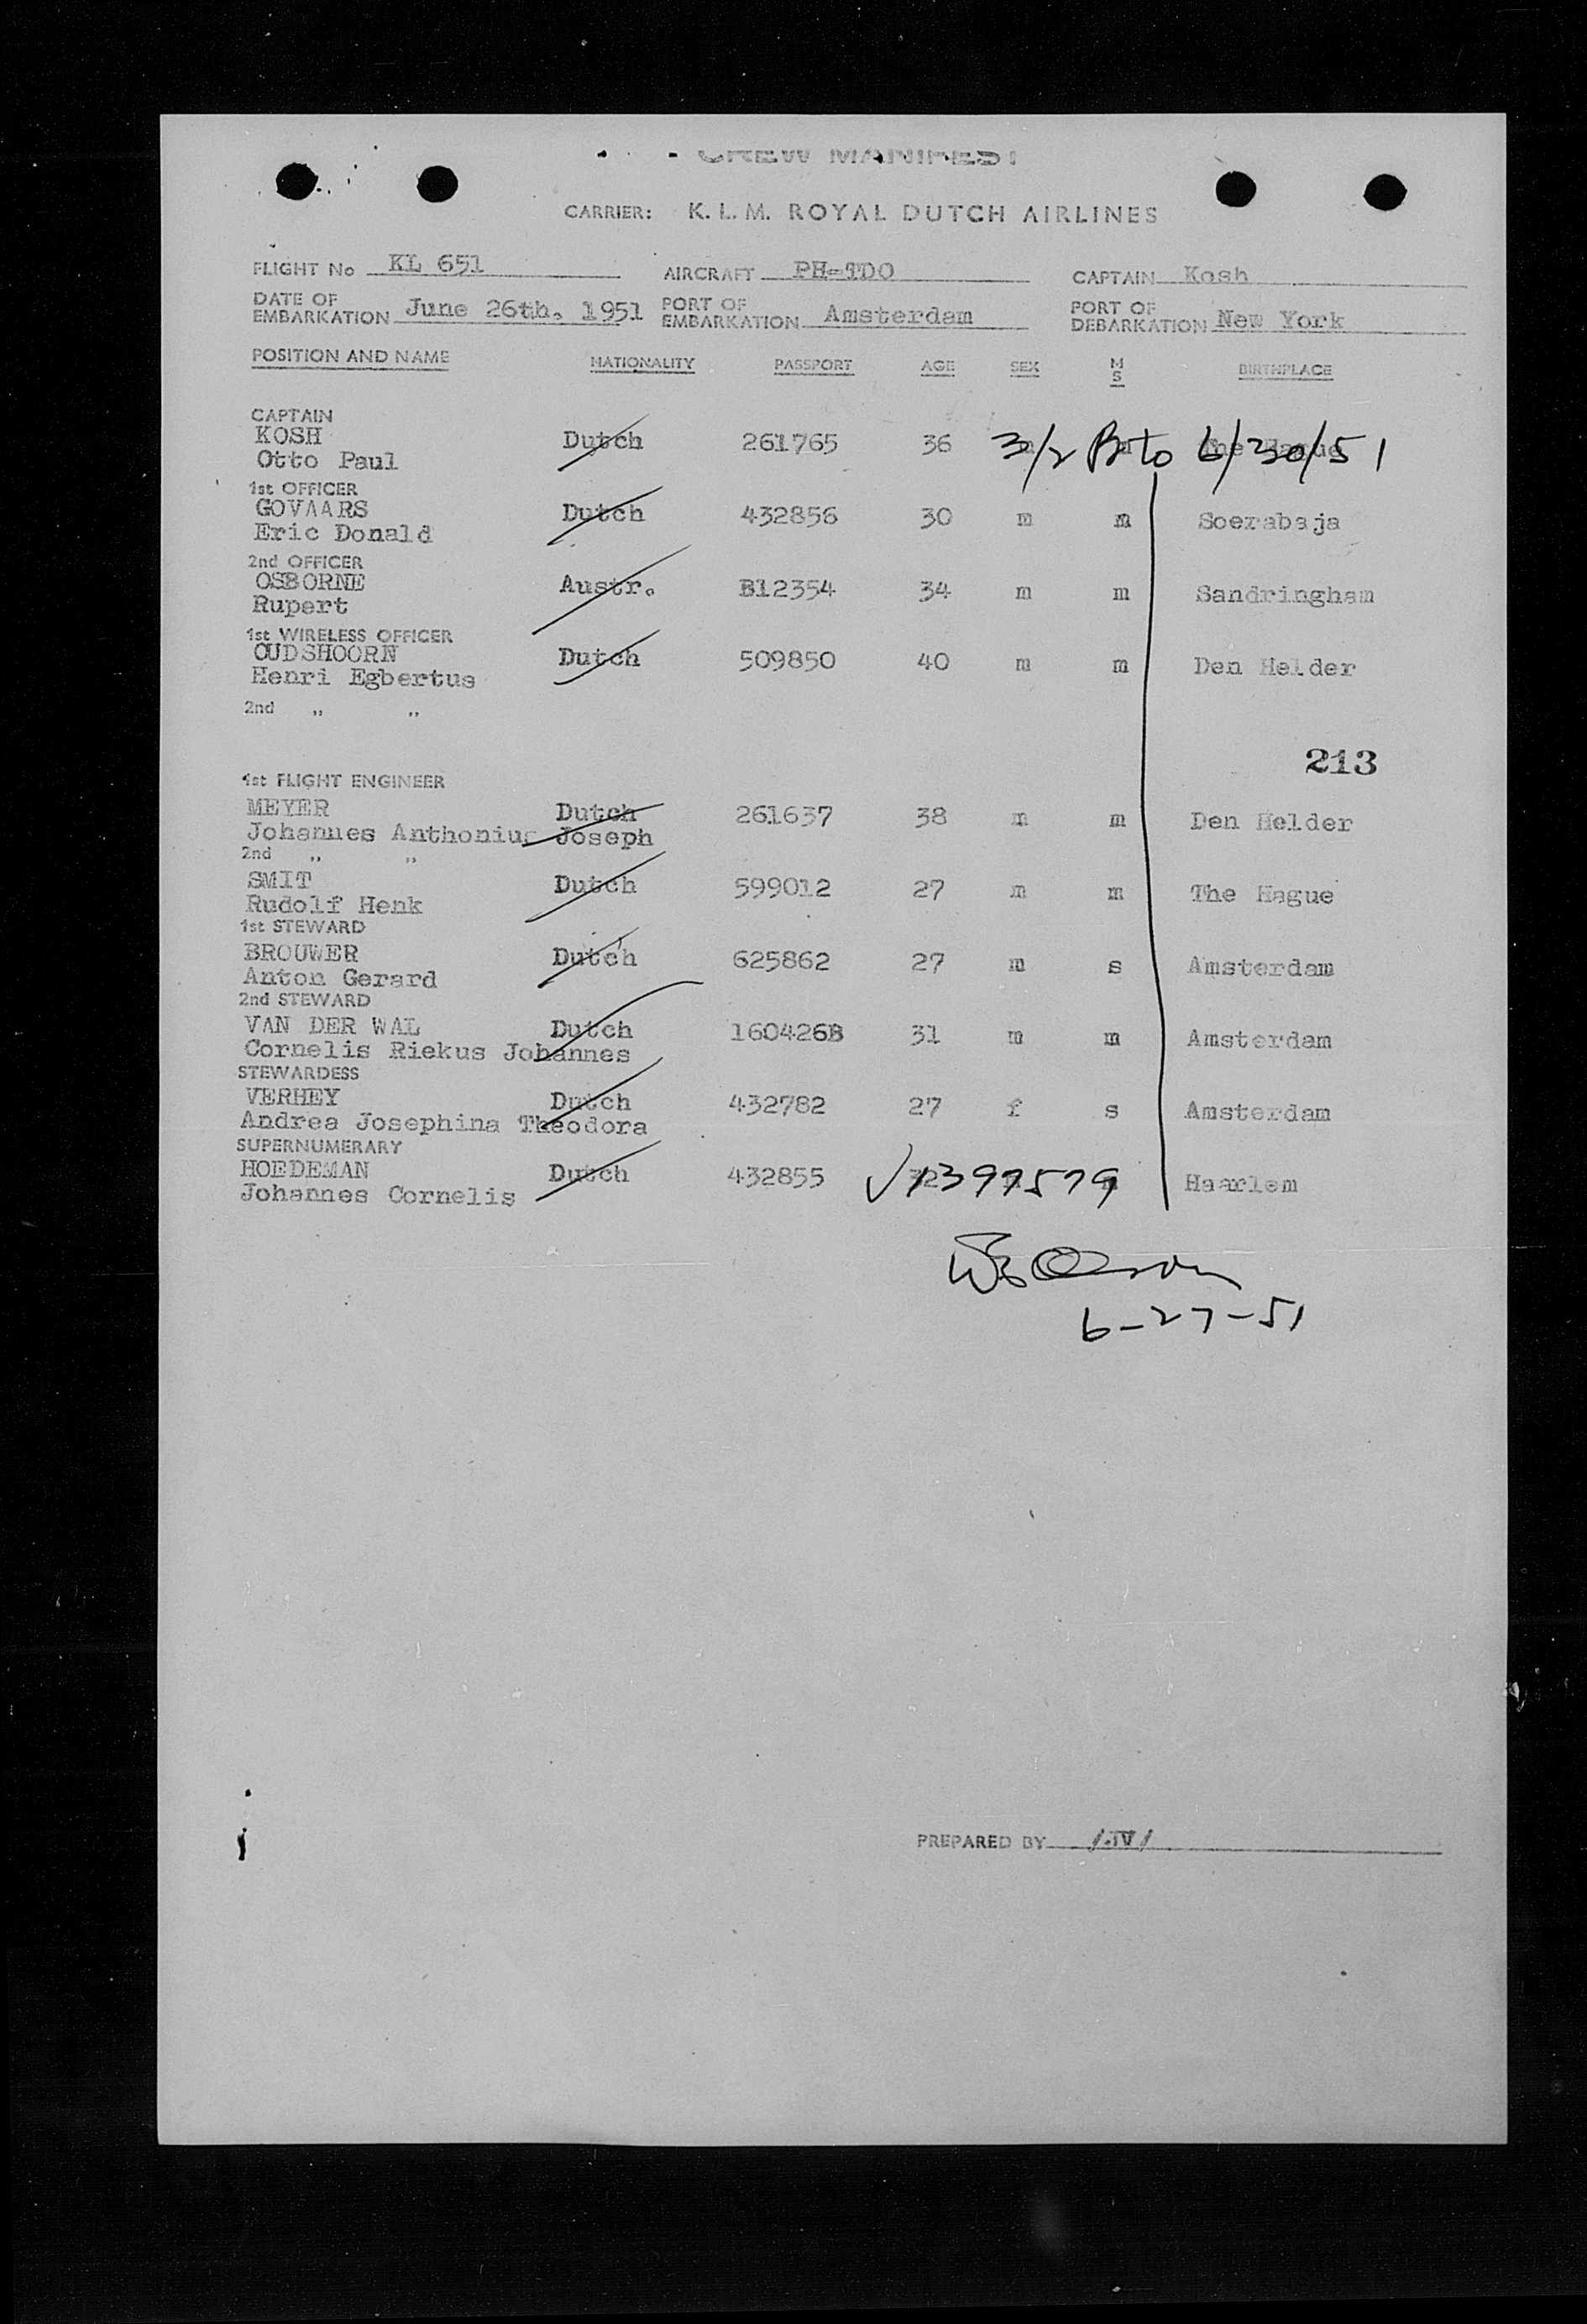 CREW MANIFEST
CARRIER: K. L. M. ROYAL DUTCH AIRLINES
FLIGHT No KL 651 AIRCRAFT PH-TDO CAPTAIN Kosh
DATE OF EMBARKATION June 26th. 1951 PORT OF EMBARKATION Amsterdam PORT OF DEBARKATION New York
POSITION AND NAME NATIONALITY PASSPORT AGE SEX M S BIRTHPLACE
CAPTAIN
KOSH Dutch 261765 36 3/2 to 6/30/51
Otto Paul
1st OFFICER
GOVAARS Dutch 432856 30 m m Soerabaja
Eric Donald
2nd OFFICER
OSBORNE Austr. B12354 34 m m Sandringham
Rupert
1st WIRELESS OFFICER
OUDSHOORN Dutch 509850 40 m m Den Helder
Henri Egbertus
2nd " "
213
1st FLIGHT ENGINEER
MEYER Dutch 261637 38 m m Den Helder
Johannes Anthonius Joseph
2nd " "
SMIT Dutch 599012 27 m m The Hague
Rudolf Henk
1st STEWARD
BROUWER Dutch 625862 27 m s Amsterdam
Anton Gerard
2nd STEWARD
VAN DER WAL Dutch 160426B 31 m m Amsterdam
Cornelis Riekus Johannes
STEWARDESS
VERHEY Dutch 432782 27 f s Amsterdam
Andrea Josephina Theodora
SUPERNUMERARY
HOEDEMAN Dutch 432855 √1397579 Haarlem
Johannes Cornelis
6-27-51
PREPARED BY